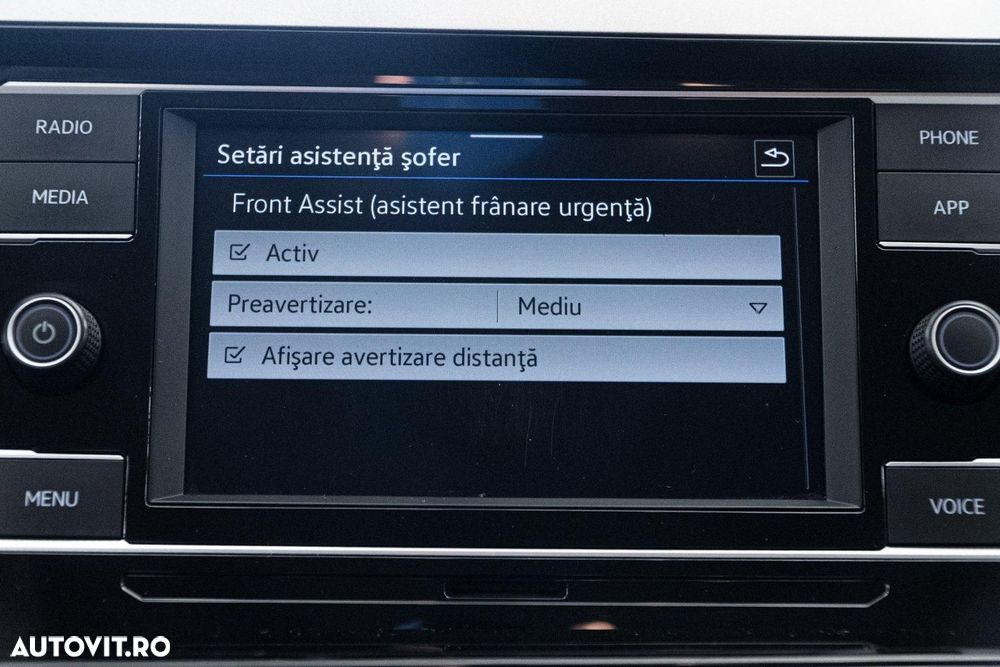 RADIO
MEDIA
MENU
Setări asistenţă şofer
Front Assist (asistent frânare urgenţă)
Activ
Preavertizare: Mediu
Afişare avertizare distanţă
PHONE
APP
VOICE
AUTOVIT.RO